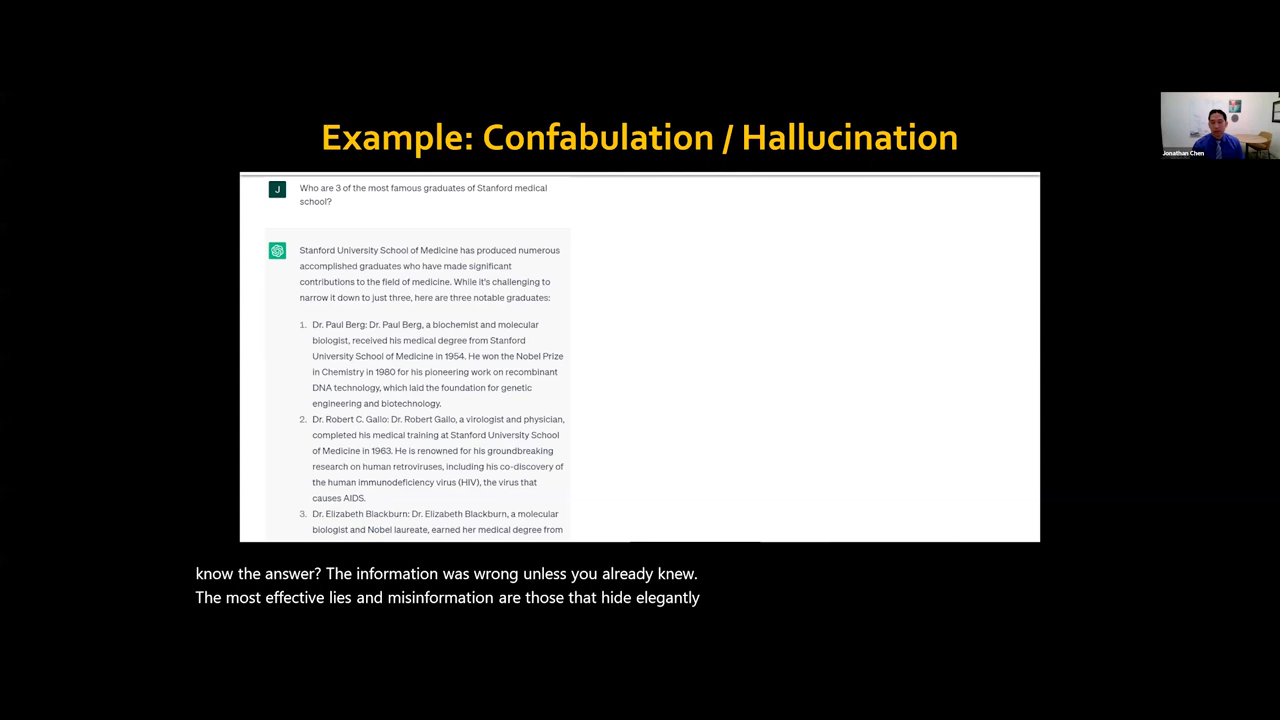 Example: Confabulation / Hallucination
Jonathan Chen
J
Who are 3 of the most famous graduates of Stanford medical
school?
Stanford University School of Medicine has produced numerous
accomplished graduates who have made significant
contributions to the field of medicine. While it's challenging to
narrow it down to just three, here are three notable graduates:
1. Dr. Paul Berg: Dr. Paul Berg, a biochemist and molecular
biologist, received his medical degree from Stanford
University School of Medicine in 1954. He won the Nobel Prize
in Chemistry in 1980 for his pioneering work on recombinant
DNA technology, which laid the foundation for genetic
engineering and biotechnology.
2. Dr. Robert C. Gallo: Dr. Robert Gallo, a virologist and physician,
completed his medical training at Stanford University School
of Medicine in 1963. He is renowned for his groundbreaking
research on human retroviruses, including his co-discovery of
the human immunodeficiency virus (HIV), the virus that
causes AIDS.
3. Dr. Elizabeth Blackburn: Dr. Elizabeth Blackburn, a molecular
biologist and Nobel laureate, earned her medical degree from
know the answer? The information was wrong unless you already knew.
The most effective lies and misinformation are those that hide elegantly